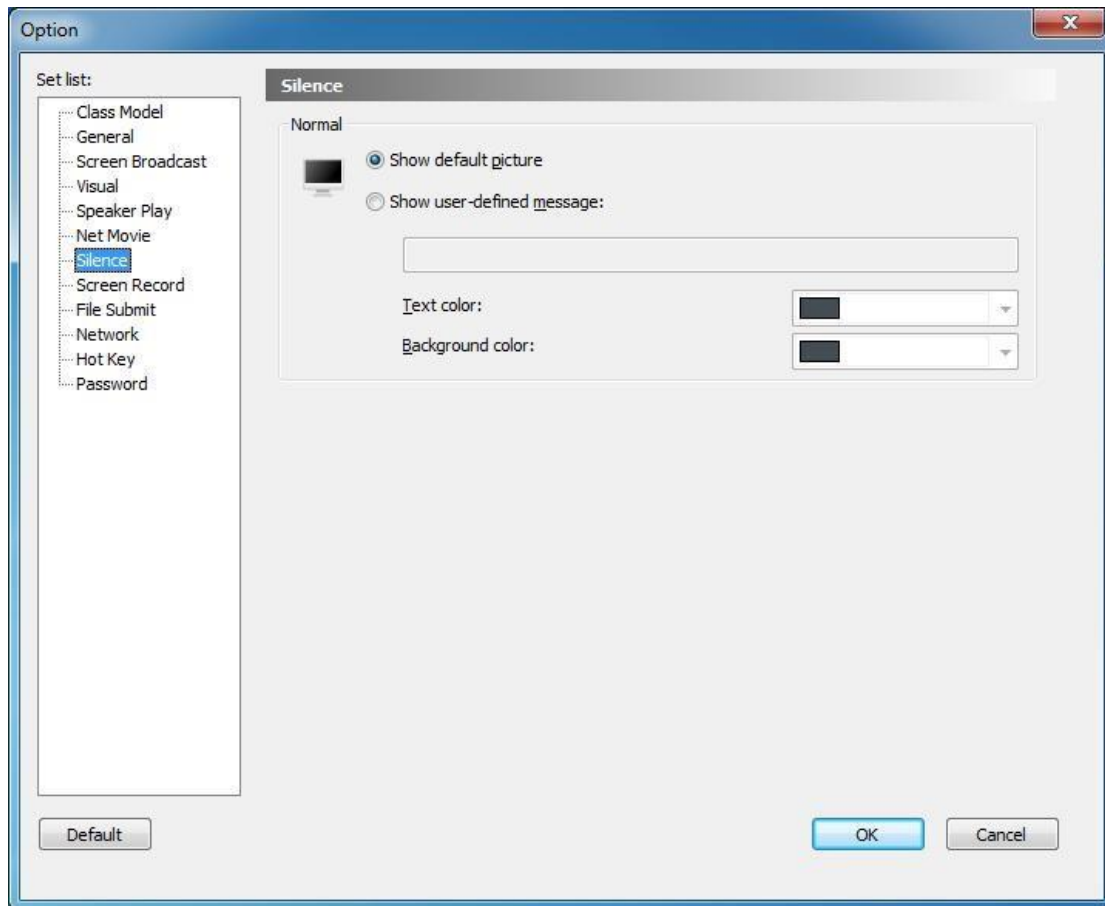 Option
Set list:
Class Model
General
Screen Broadcast
Visual
Speaker Play
Net Movie
Silence
Screen Record
File Submit
Network
Hot Key
Password
Silence
Normal
Show default picture
Show user-defined message:
Text color:
Background color:
Default
OK
Cancel